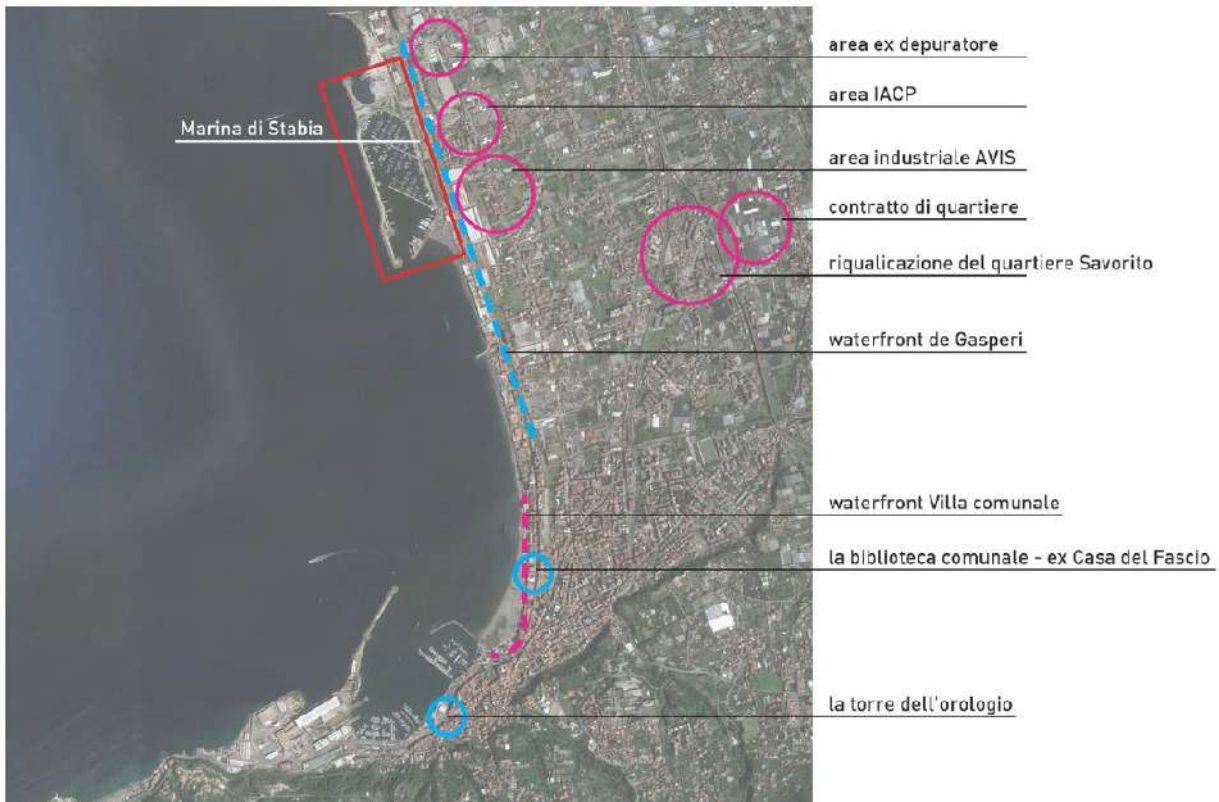 area ex depuratore
area IACP
Marina di Stabia
area industriale AVIS
contratto di quartiere
riqualicazione del quartiere Savorito
waterfront de Gasperi
waterfront Villa comunale
la biblioteca comunale - ex Casa del Fascio
la torre dell'orologio